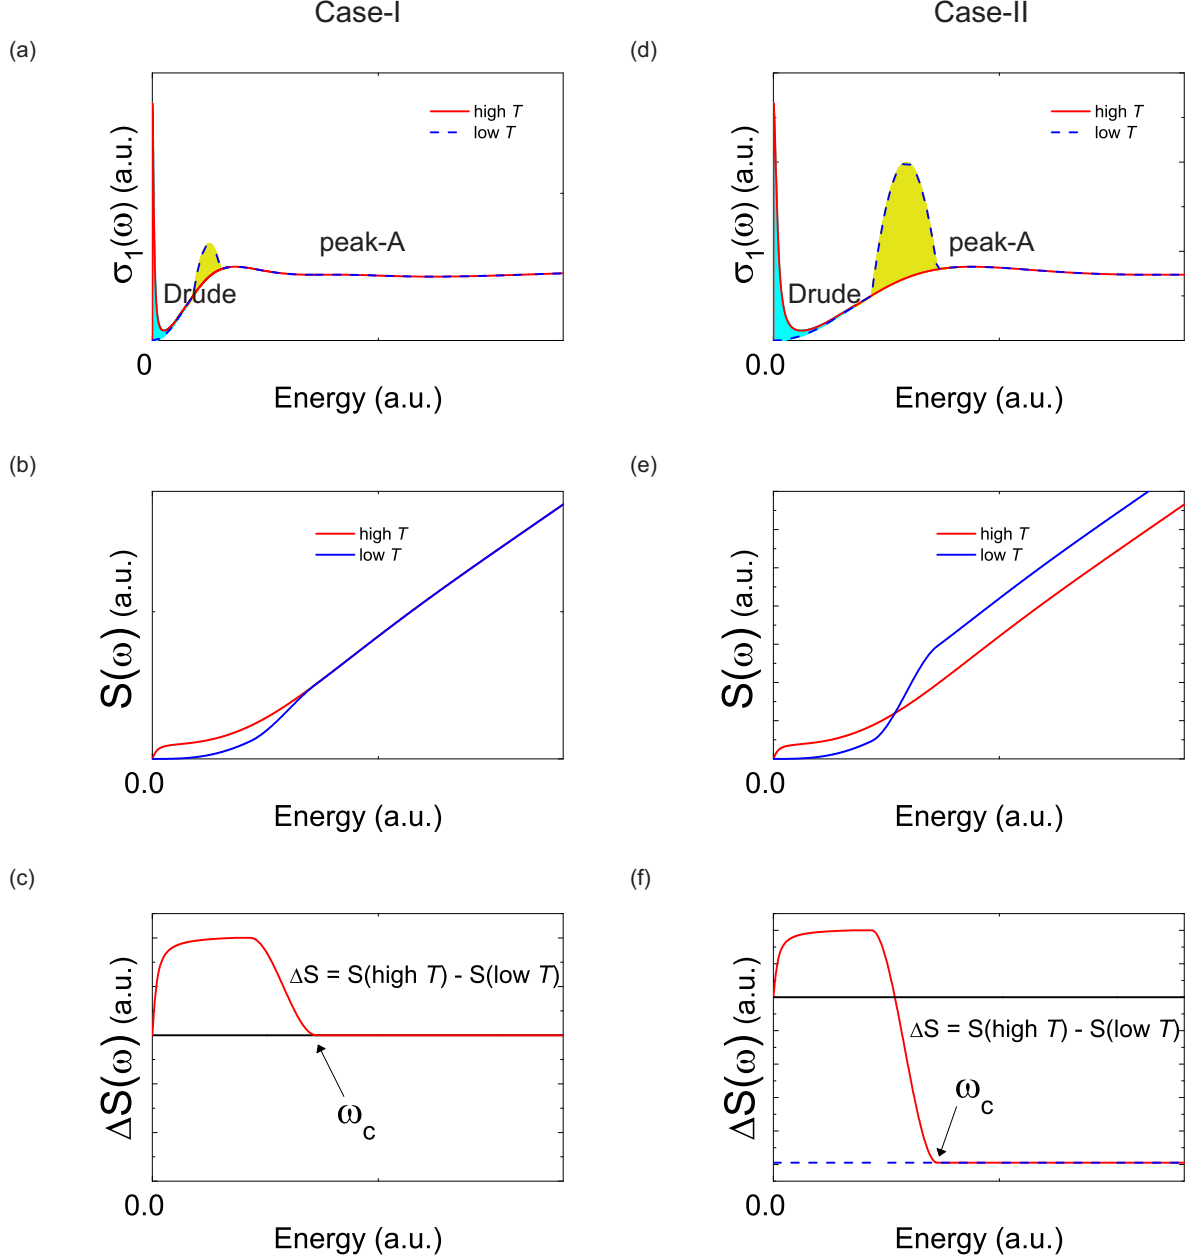 Case-I
(a)
high T
low T
peak-A
Drude
σ1(ω) (a.u.)
0
Energy (a.u.)
(b)
high T
low T
S(ω) (a.u.)
0.0
Energy (a.u.)
(c)
ΔS = S(high T) - S(low T)
ωc
ΔS(ω) (a.u.)
0.0
Energy (a.u.)
Case-II
(d)
high T
low T
peak-A
Drude
σ1(ω) (a.u.)
0.0
Energy (a.u.)
(e)
high T
low T
S(ω) (a.u.)
0.0
Energy (a.u.)
(f)
ΔS = S(high T) - S(low T)
ωc
ΔS(ω) (a.u.)
0.0
Energy (a.u.)